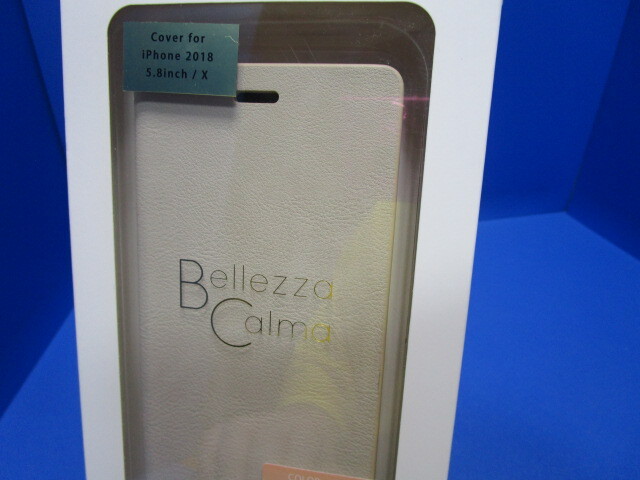 Cover for
iPhone 2018
5.8inch / X
Bellezza
Calma